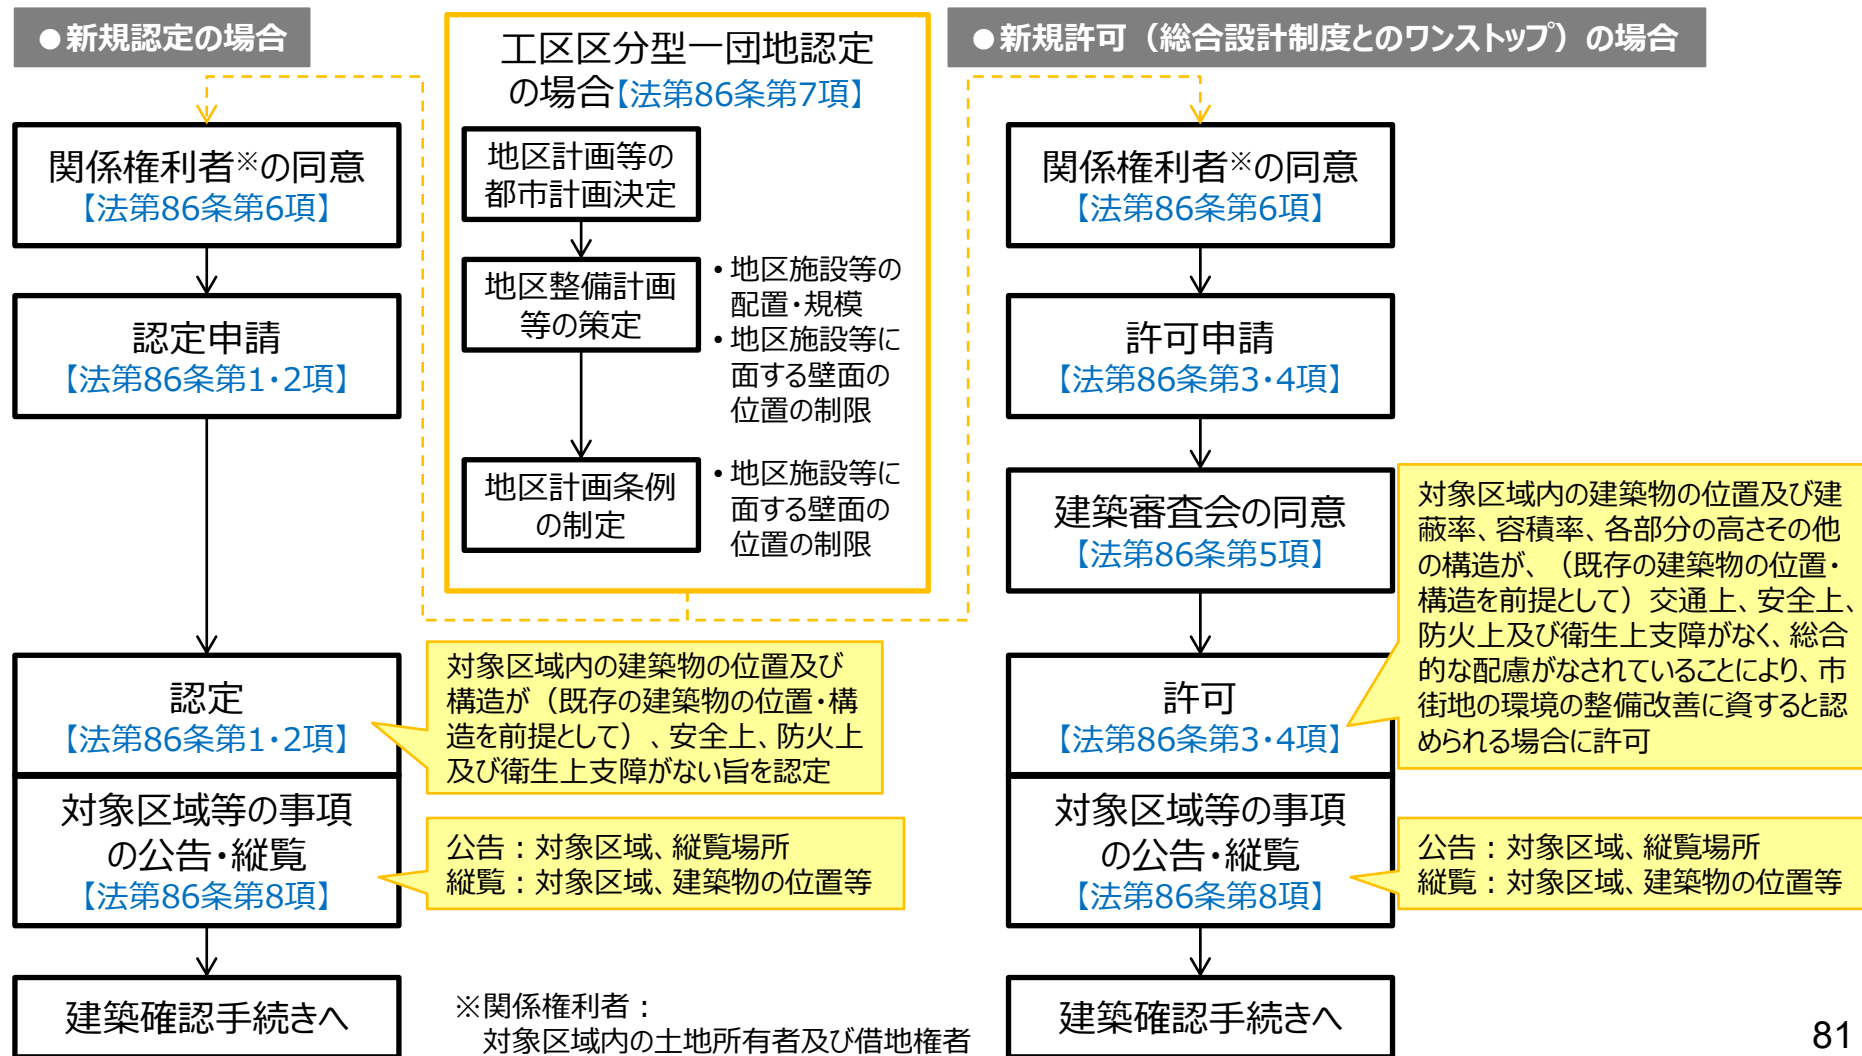 ●新規認定の場合
関係権利者※の同意
【法第86条第6項】
認定申請
【法第86条第1・2項】
認定
【法第86条第1・2項】
対象区域内の建築物の位置及び
構造が（既存の建築物の位置・構
造を前提として）、安全上、防火上
及び衛生上支障がない旨を認定
対象区域等の事項
の公告・縦覧
【法第86条第8項】
公告：対象区域、縦覧場所
縦覧：対象区域、建築物の位置等
建築確認手続きへ
工区区分型一団地認定
の場合【法第86条第7項】
地区計画等の
都市計画決定
地区整備計画
等の策定
・地区施設等の
配置・規模
・地区施設等に
面する壁面の
位置の制限
地区計画条例
の制定
・地区施設等に
面する壁面の
位置の制限
●新規許可（総合設計制度とのワンストップ）の場合
関係権利者※の同意
【法第86条第6項】
許可申請
【法第86条第3・4項】
建築審査会の同意
【法第86条第5項】
許可
【法第86条第3・4項】
対象区域内の建築物の位置及び建
蔽率、容積率、各部分の高さその他
の構造が、（既存の建築物の位置・
構造を前提として）交通上、安全上、
防火上及び衛生上支障がなく、総合
的な配慮がなされていることにより、市
街地の環境の整備改善に資すると認
められる場合に許可
対象区域等の事項
の公告・縦覧
【法第86条第8項】
公告：対象区域、縦覧場所
縦覧：対象区域、建築物の位置等
建築確認手続きへ
※関係権利者：
対象区域内の土地所有者及び借地権者
81